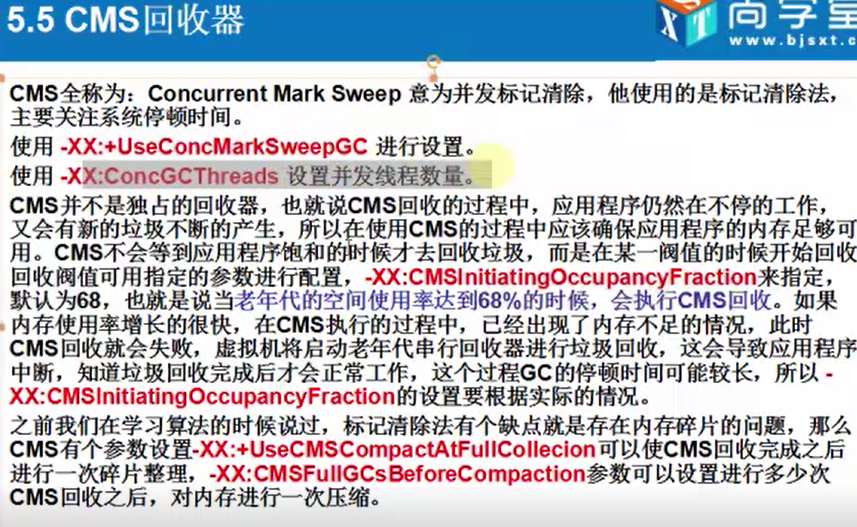 5.5 CMS回收器
尚学堂
www.bjsxt.c
CMS全称为：Concurrent Mark Sweep 意为并发标记清除，他使用的是标记清除法，
主要关注系统停顿时间。
使用 -XX:+UseConcMarkSweepGC 进行设置。
使用 -XX:ConcGCThreads 设置并发线程数量。
CMS并不是独占的回收器，也就说CMS回收的过程中，应用程序仍然在不停的工作，
又会有新的垃圾不断的产生，所以在使用CMS的过程中应该确保应用程序的内存足够可
用。CMS不会等到应用程序饱和的时候才去回收垃圾，而是在某一阀值的时候开始回收
回收阀值可用指定的参数进行配置，-XX:CMSInitiatingOccupancyFraction来指定，
默认为68，也就是说当老年代的空间使用率达到68%的时候，会执行CMS回收。如果
内存使用率增长的很快，在CMS执行的过程中，已经出现了内存不足的情况，此时
CMS回收就会失败，虚拟机将启动老年代串行回收器进行垃圾回收，这会导致应用程序
中断，知道垃圾回收完成后才会正常工作，这个过程GC的停顿时间可能较长，所以 -
XX:CMSInitiatingOccupancyFraction的设置要根据实际的情况。
之前我们在学习算法的时候说过，标记清除法有个缺点就是存在内存碎片的问题，那么
CMS有个参数设置-XX:+UseCMSCompactAtFullCollecion可以使CMS回收完成之后
进行一次碎片整理，-XX:CMSFullGCsBeforeCompaction参数可以设置进行多少次
CMS回收之后，对内存进行一次压缩。